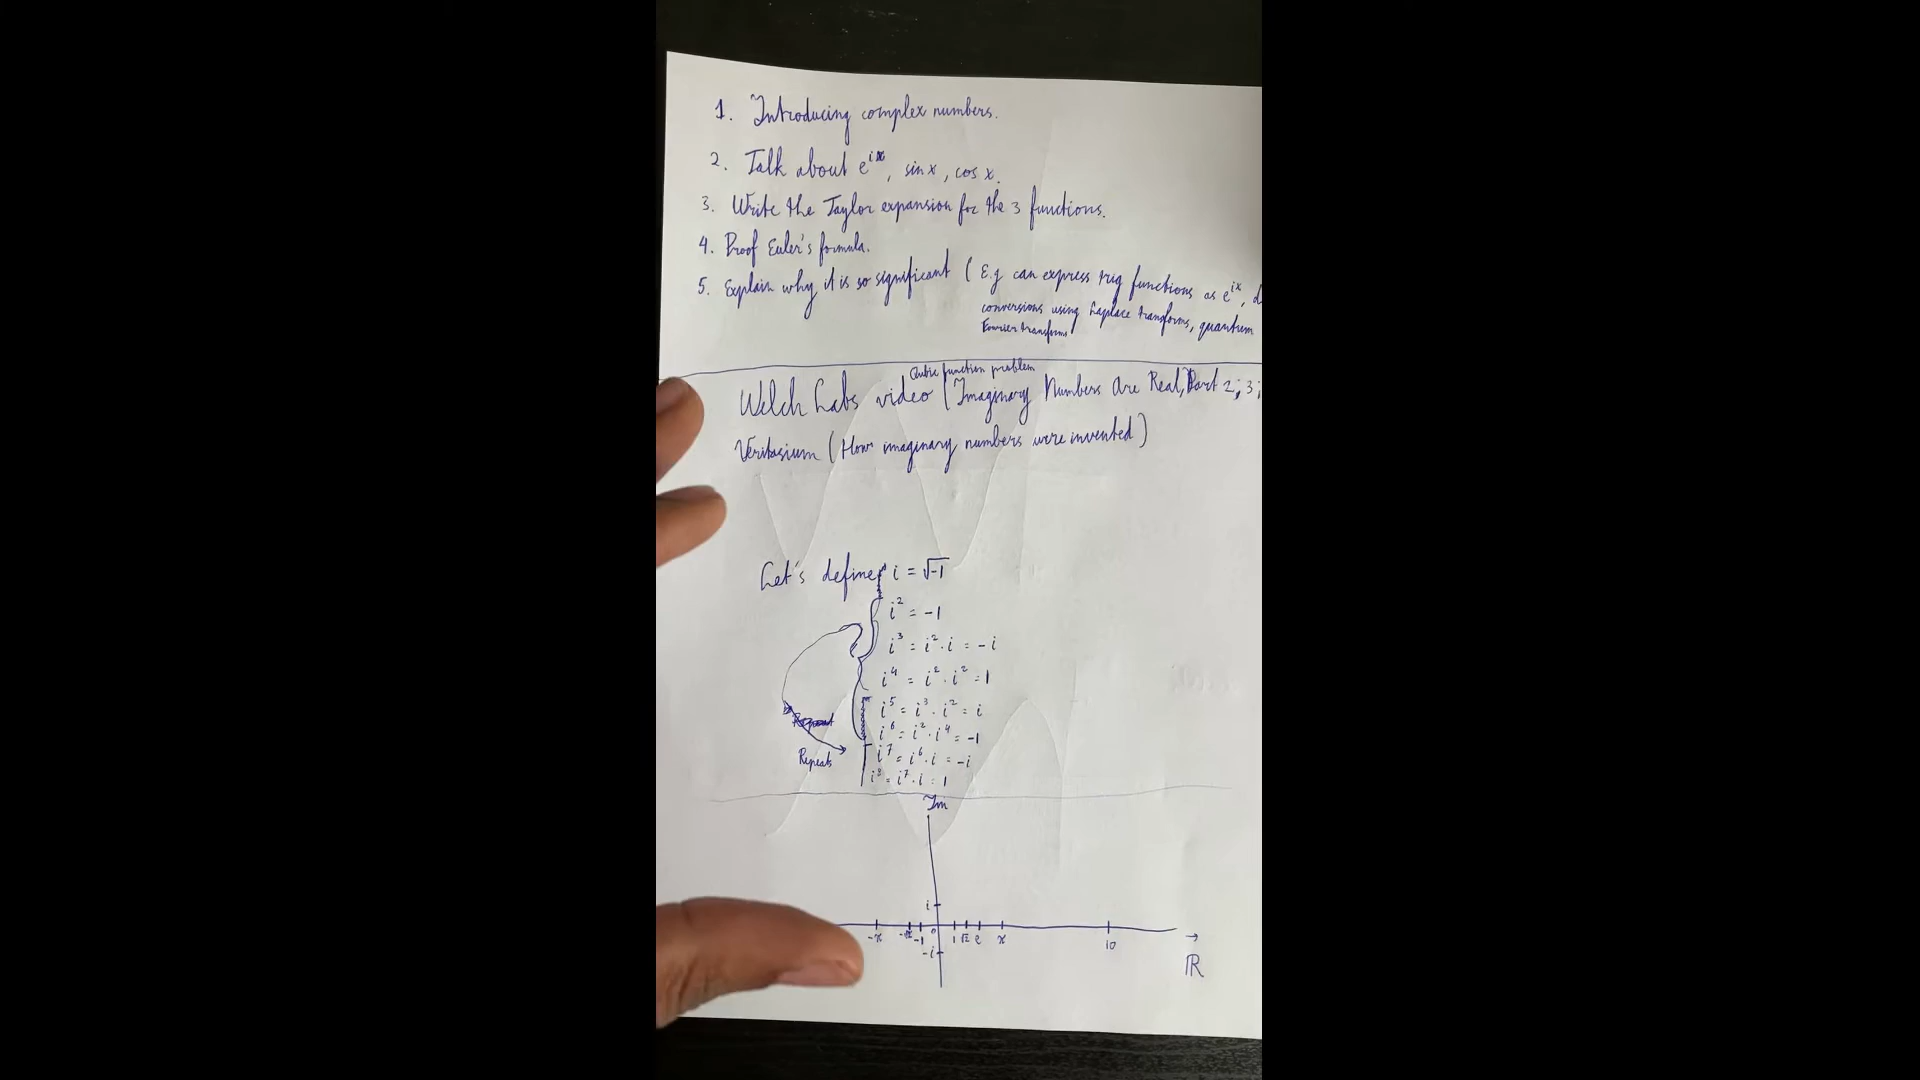 1. Introducing complex numbers.
2. Talk about e^ix, sin x, cos x.
3. Write the Taylor expansion for the 3 functions.
4. Proof Euler's formula.
5. Explain why it is so significant ( E.g can express trig functions as e^ix,
conversions using Laplace transforms, quantum
Fourier transforms
Cubic function problem
Welch Labs video (Imaginary Numbers Are Real, Part 2; 3;
Veritasium (How imaginary numbers were invented)
Let's define i = √-1
i² = -1
i³ = i² · i = -i
i⁴ = i² · i² = 1
i⁵ = i³ · i² = i
i⁶ = i² · i⁴ = -1
Repeats
i⁷ = i⁶ · i = -i
i⁸ = i⁷ · i = 1
Im
i
-π -√2 -1 0 1 √2 e π 10
-i
ℝ